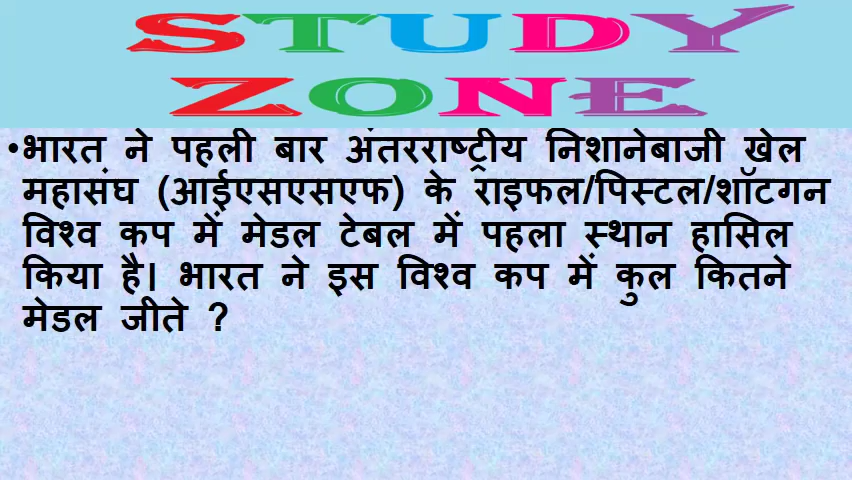 STUDY
ZONE
•भारत ने पहली बार अंतरराष्ट्रीय निशानेबाजी खेल
महासंघ (आईएसएसएफ) के राइफल/पिस्टल/शॉटगन
विश्व कप में मेडल टेबल में पहला स्थान हासिल
किया है। भारत ने इस विश्व कप में कुल कितने
मेडल जीते ?